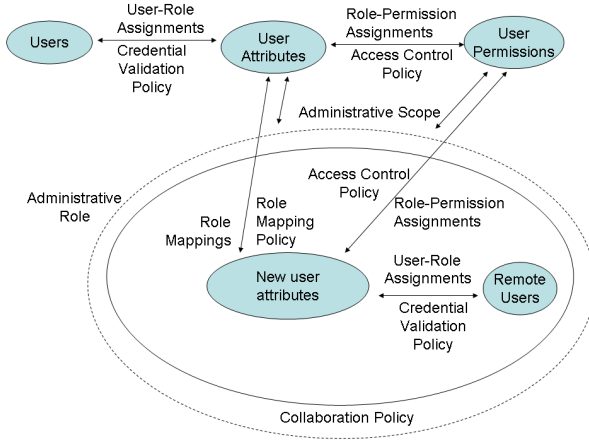 Users
User-Role
Assignments
Credential
Validation
Policy
User
Attributes
Role-Permission
Assignments
Access Control
Policy
User
Permissions
Administrative Scope
Administrative
Role
Access Control
Policy
Role-Permission
Assignments
Role
Mappings
Role
Mapping
Policy
New user
attributes
User-Role
Assignments
Credential
Validation
Policy
Remote
Users
Collaboration Policy